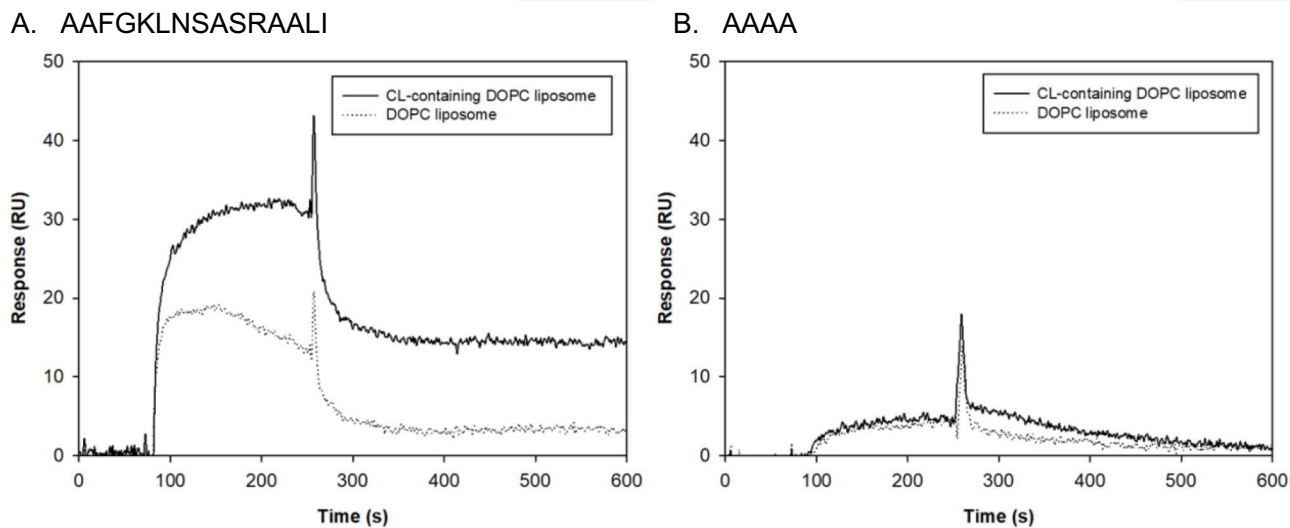 A. AAFGKLNSASRAALI
50
40
30
20
10
0
Response (RU)
CL-containing DOPC liposome
DOPC liposome
0 100 200 300 400 500 600
Time (s)
B. AAAA
50
40
30
20
10
0
Response (RU)
CL-containing DOPC liposome
DOPC liposome
0 100 200 300 400 500 600
Time (s)